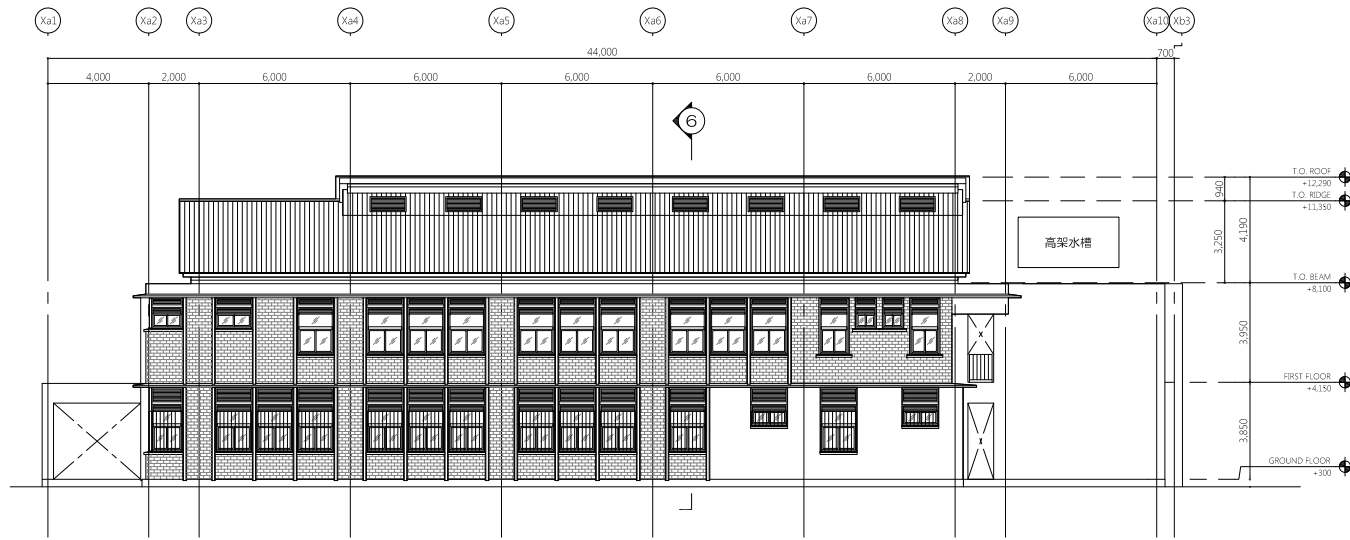 Xa1 Xa2 Xa3 Xa4 Xa5 Xa6 Xa7 Xa8 Xa9 Xa10 Xb3
44,000 700
4,000 2,000 6,000 6,000 6,000 6,000 6,000 2,000 6,000
6
T.O. ROOF
+12,290
940
T.O. RIDGE
+11,350
3,250
4,190
高架水槽
T.O. BEAM
+8,100
3,950
FIRST FLOOR
+4,150
3,850
GROUND FLOOR
+300
X
X